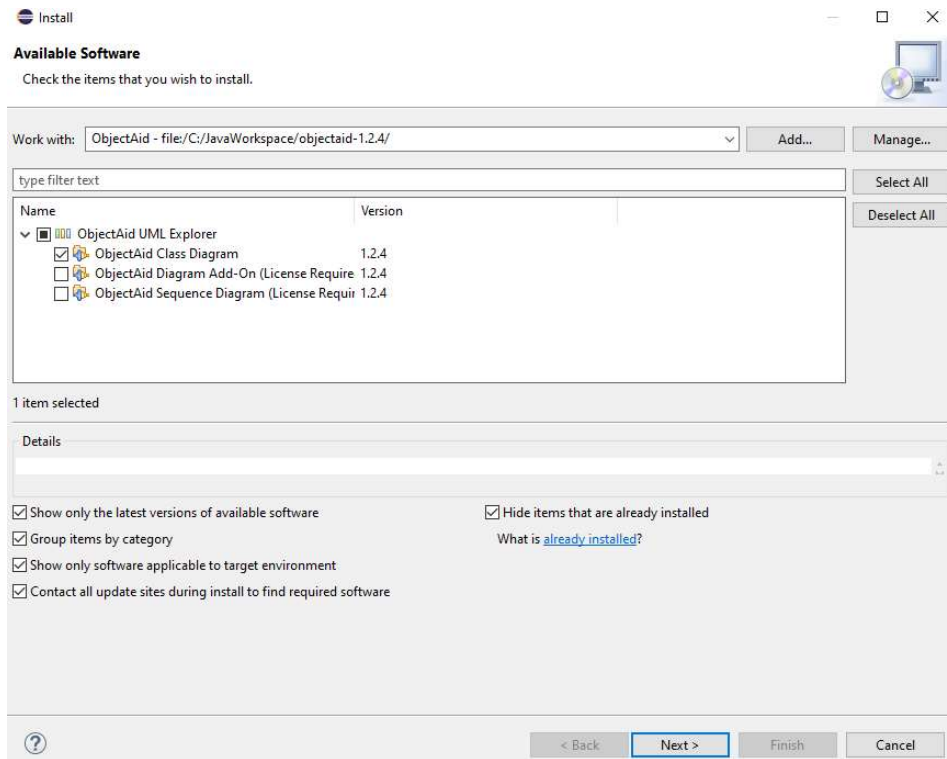 Install
Available Software
Check the items that you wish to install.
Work with: ObjectAid - file:/C:/JavaWorkspace/objectaid-1.2.4/ Add... Manage...
type filter text Select All
Name Version Deselect All
ObjectAid UML Explorer
ObjectAid Class Diagram 1.2.4
ObjectAid Diagram Add-On (License Require 1.2.4
ObjectAid Sequence Diagram (License Requir 1.2.4
1 item selected
Details
Show only the latest versions of available software Hide items that are already installed
Group items by category What is already installed?
Show only software applicable to target environment
Contact all update sites during install to find required software
? < Back Next > Finish Cancel